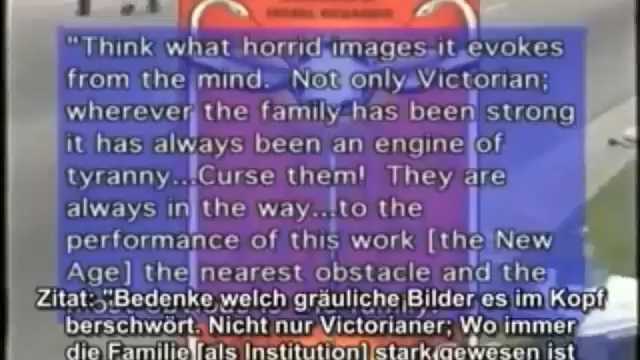 "Think what horrid images it evokes
from the mind. Not only Victorian;
wherever the family has been strong
it has always been an engine of
tyranny...Curse them! They are
always in the way...to the
performance of this work [the New
Age] the nearest obstacle and the
Zitat: "Bedenke welch gräuliche Bilder es im Kopf
berschwört. Nicht nur Victorianer; Wo immer
die Familie [als Institution] stark gewesen ist